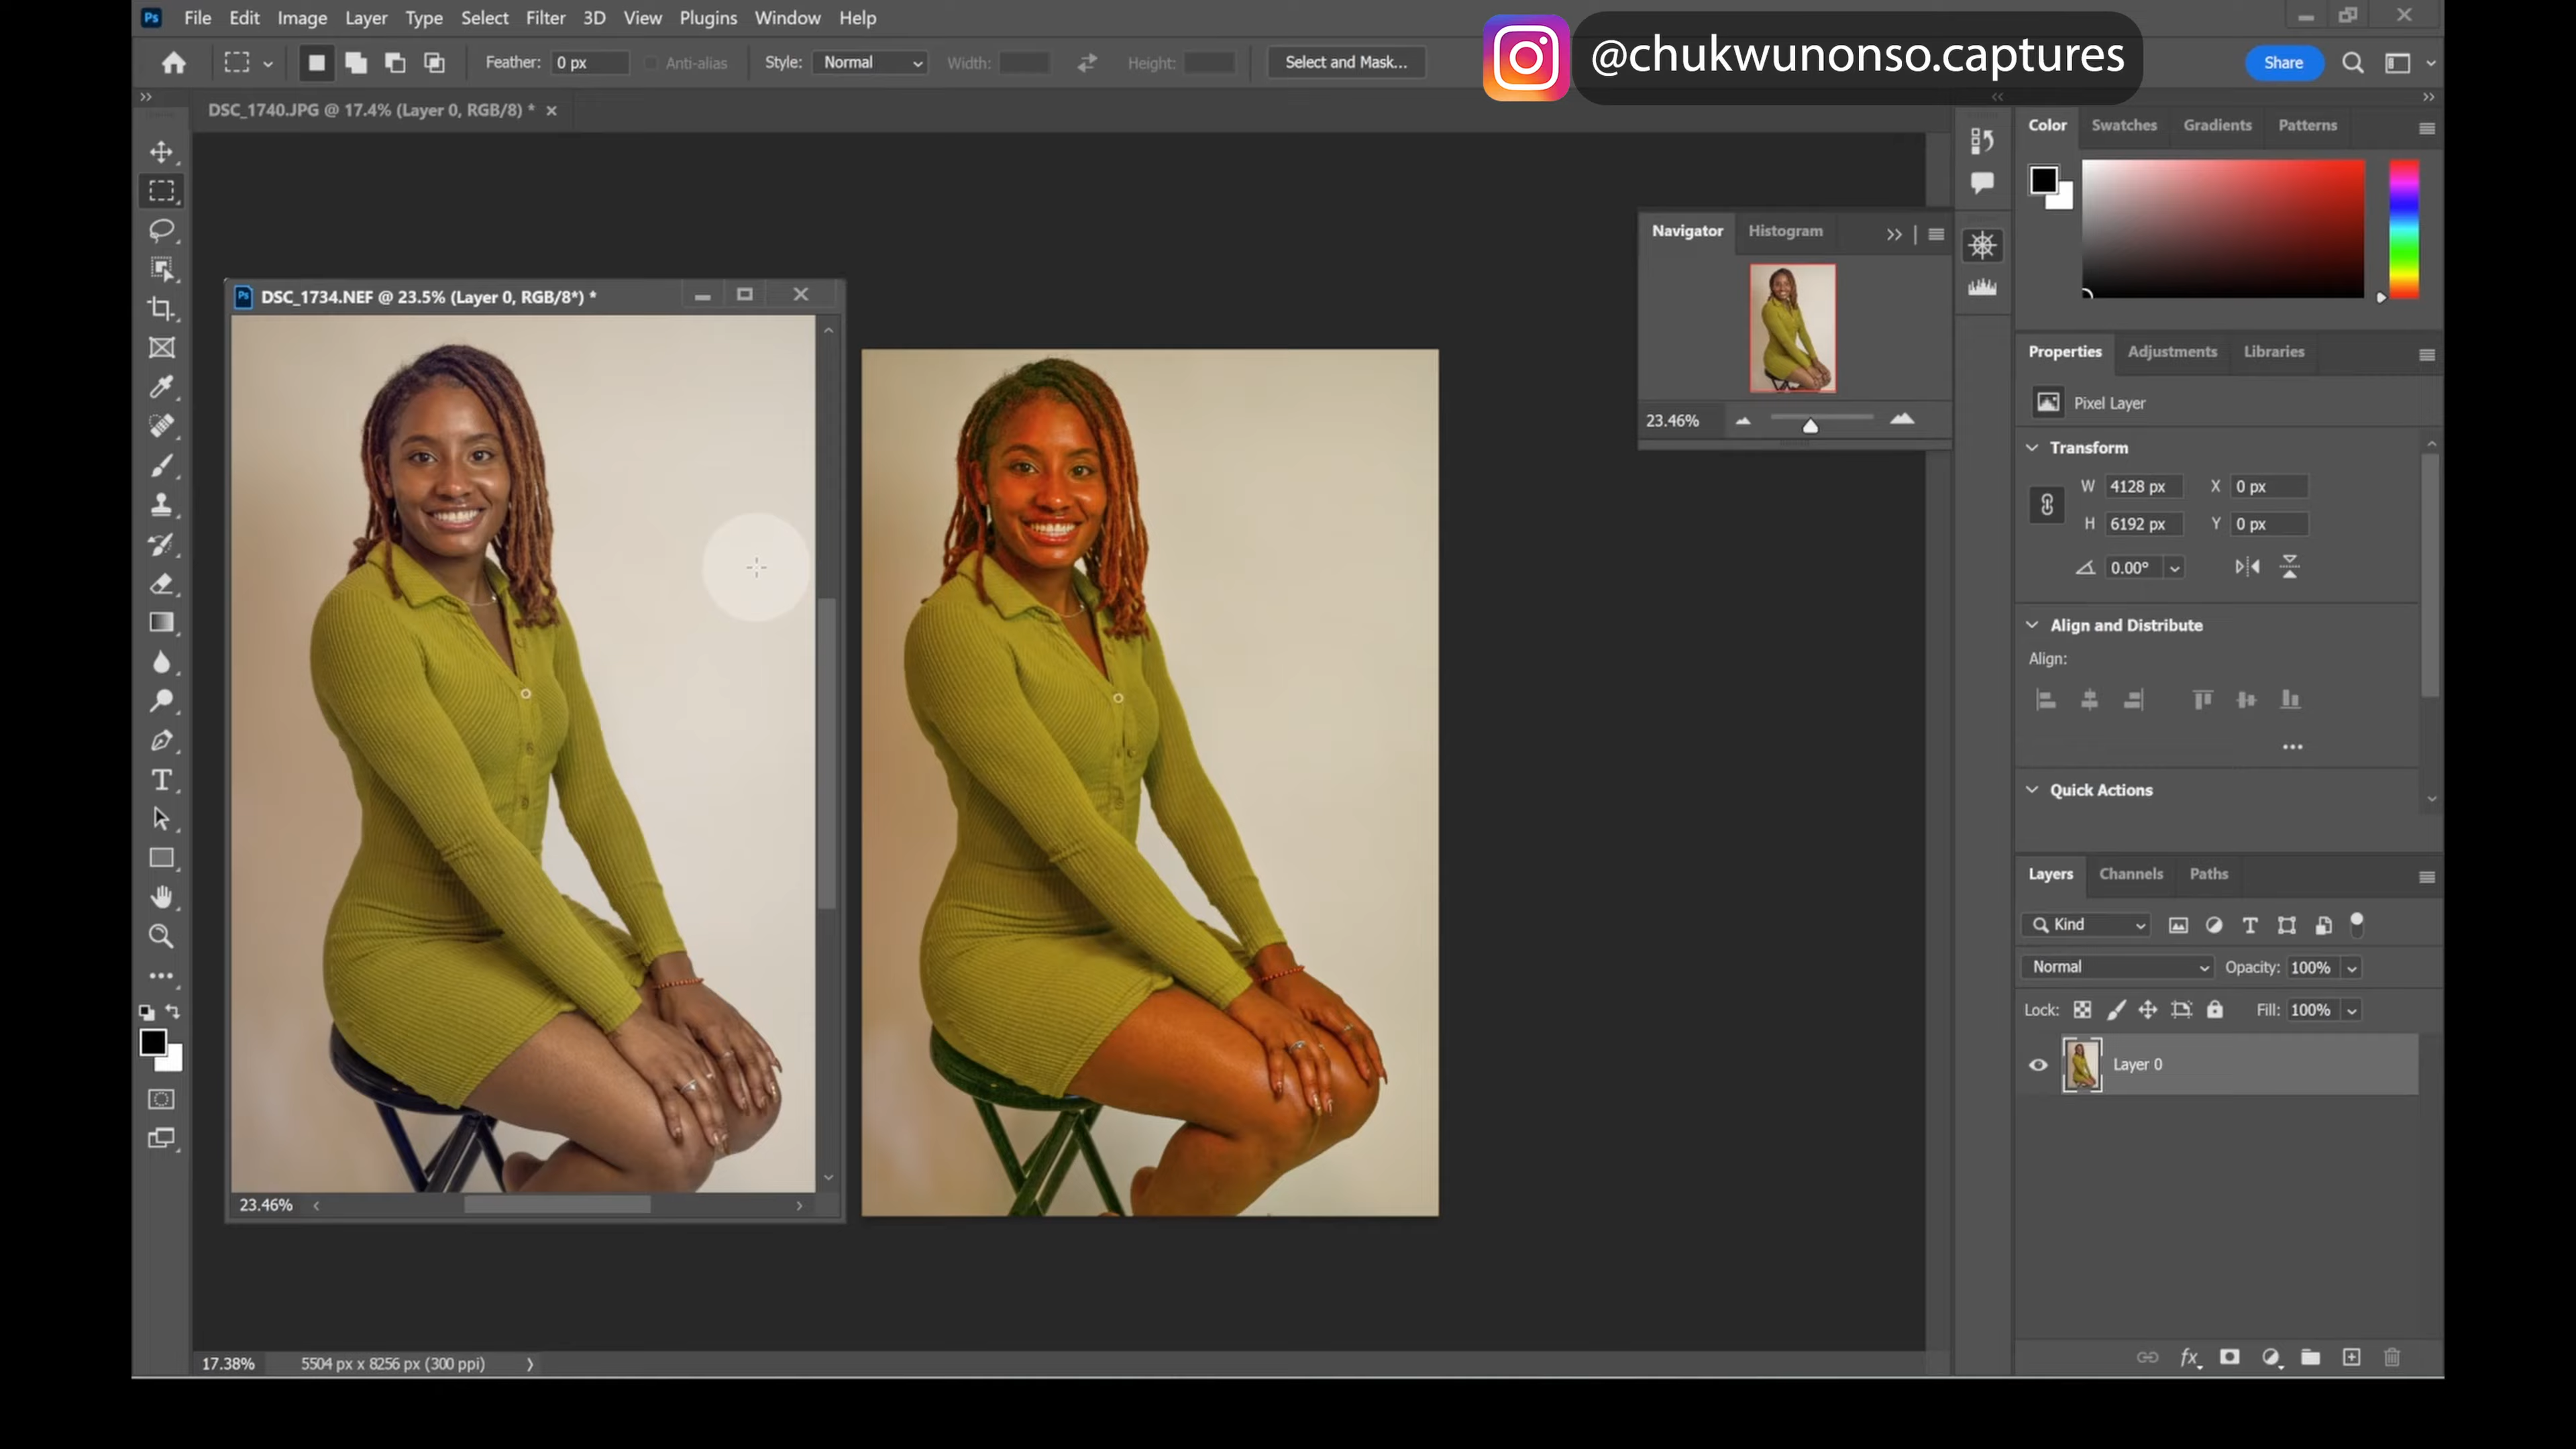 Ps File Edit Image Layer Type Select Filter 3D View Plugins Window Help
@chukwunonso.captures
Feather: 0 px Anti-alias Style: Normal Width: Height: Select and Mask... Share
DSC_1740.JPG @ 17.4% (Layer 0, RGB/8) *
Color Swatches Gradients Patterns
Navigator Histogram
23.46%
Ps DSC_1734.NEF @ 23.5% (Layer 0, RGB/8*) *
23.46%
Properties Adjustments Libraries
Pixel Layer
Transform
W 4128 px X 0 px
H 6192 px Y 0 px
0.00°
Align and Distribute
Align:
Quick Actions
Layers Channels Paths
Kind
Normal Opacity: 100%
Lock: Fill: 100%
Layer 0
fx
17.38% 5504 px x 8256 px (300 ppi)